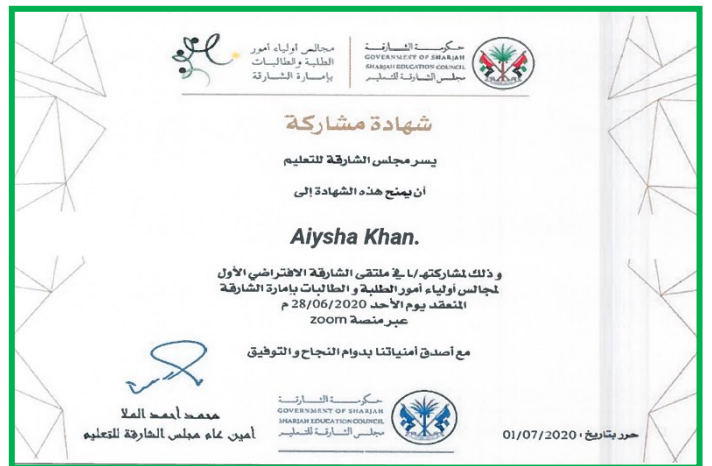 مجالس أولياء أمور
الطلبة والطالبات
بإمارة الشارقة
حكومة الشارقة
GOVERNMENT OF SHARJAH
SHARJAH EDUCATION COUNCIL
مجلس الشارقة للتعليم
شهادة مشاركة
يسر مجلس الشارقة للتعليم
أن يمنح هذه الشهادة إلى
Aiysha Khan.
و ذلك لمشاركتهـ/ـا في ملتقى الشارقة الافتراضي الأول
لمجالس أولياء أمور الطلبة و الطالبات بإمارة الشارقة
المنعقد يوم الأحد 28/06/2020 م
عبر منصة zoom
مع أصدق أمنياتنا بدوام النجاح و التوفيق
محمد أحمد الملا
أمين عام مجلس الشارقة للتعليم
حكومة الشارقة
GOVERNMENT OF SHARJAH
SHARJAH EDUCATION COUNCIL
مجلس الشارقة للتعليم
حرر بتاريخ : 01/07/2020